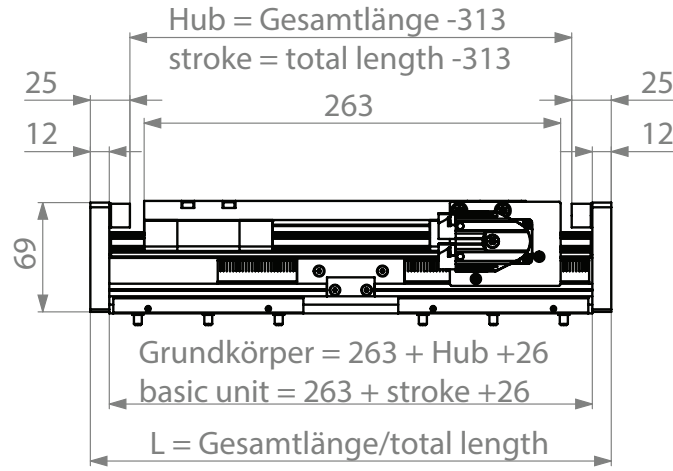 Hub = Gesamtlänge -313
stroke = total length -313
25
25
263
12
12
69
Grundkörper = 263 + Hub +26
basic unit = 263 + stroke +26
L = Gesamtlänge/total length